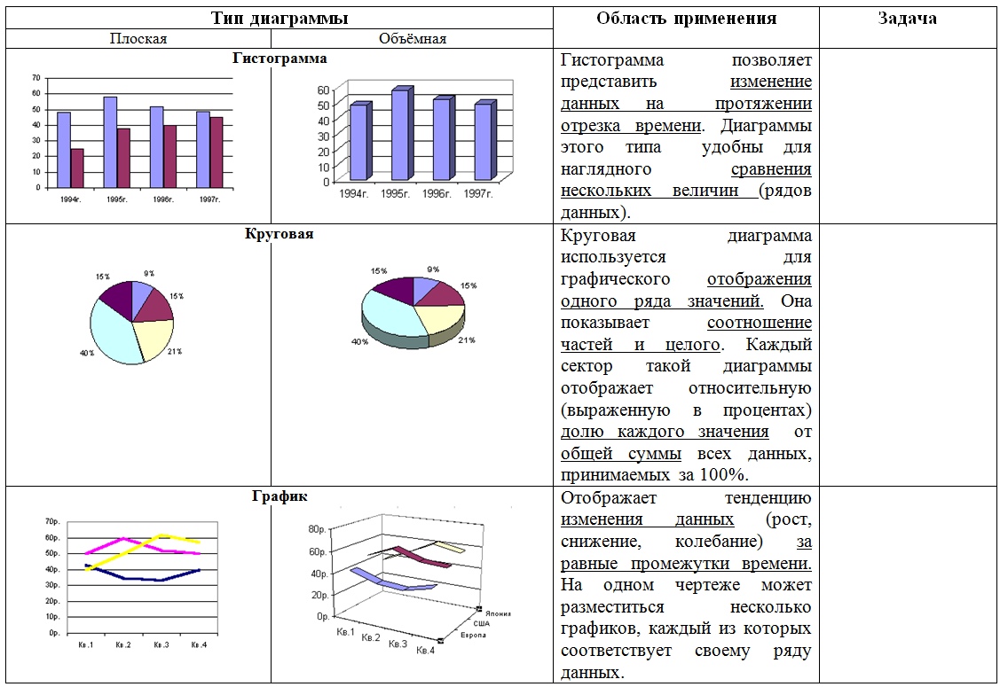 Тип диаграммы
Область применения
Задача
Плоская
Объёмная
Гистограмма
70
60
50
40
30
20
10
0
1994г. 1995г. 1996г. 1997г.
60
50
40
30
20
10
0
1994г. 1995г. 1996г. 1997г.
Гистограмма позволяет
представить изменение
данных на протяжении
отрезка времени. Диаграммы
этого типа удобны для
наглядного сравнения
нескольких величин (рядов
данных).
Круговая
15% 9%
15%
40% 21%
15% 9%
15%
40% 21%
Круговая диаграмма
используется для
графического отображения
одного ряда значений. Она
показывает соотношение
частей и целого. Каждый
сектор такой диаграммы
отображает относительную
(выраженную в процентах)
долю каждого значения от
общей суммы всех данных,
принимаемых за 100%.
График
70р.
60р.
50р.
40р.
30р.
20р.
10р.
0р.
Кв.1 Кв.2 Кв.3 Кв.4
80р.
60р.
40р.
20р.
0р.
Кв.1
Кв.2
Кв.3
Кв.4
Япония
США
Европа
Отображает тенденцию
изменения данных (рост,
снижение, колебание) за
равные промежутки времени.
На одном чертеже может
разместиться несколько
графиков, каждый из которых
соответствует своему ряду
данных.